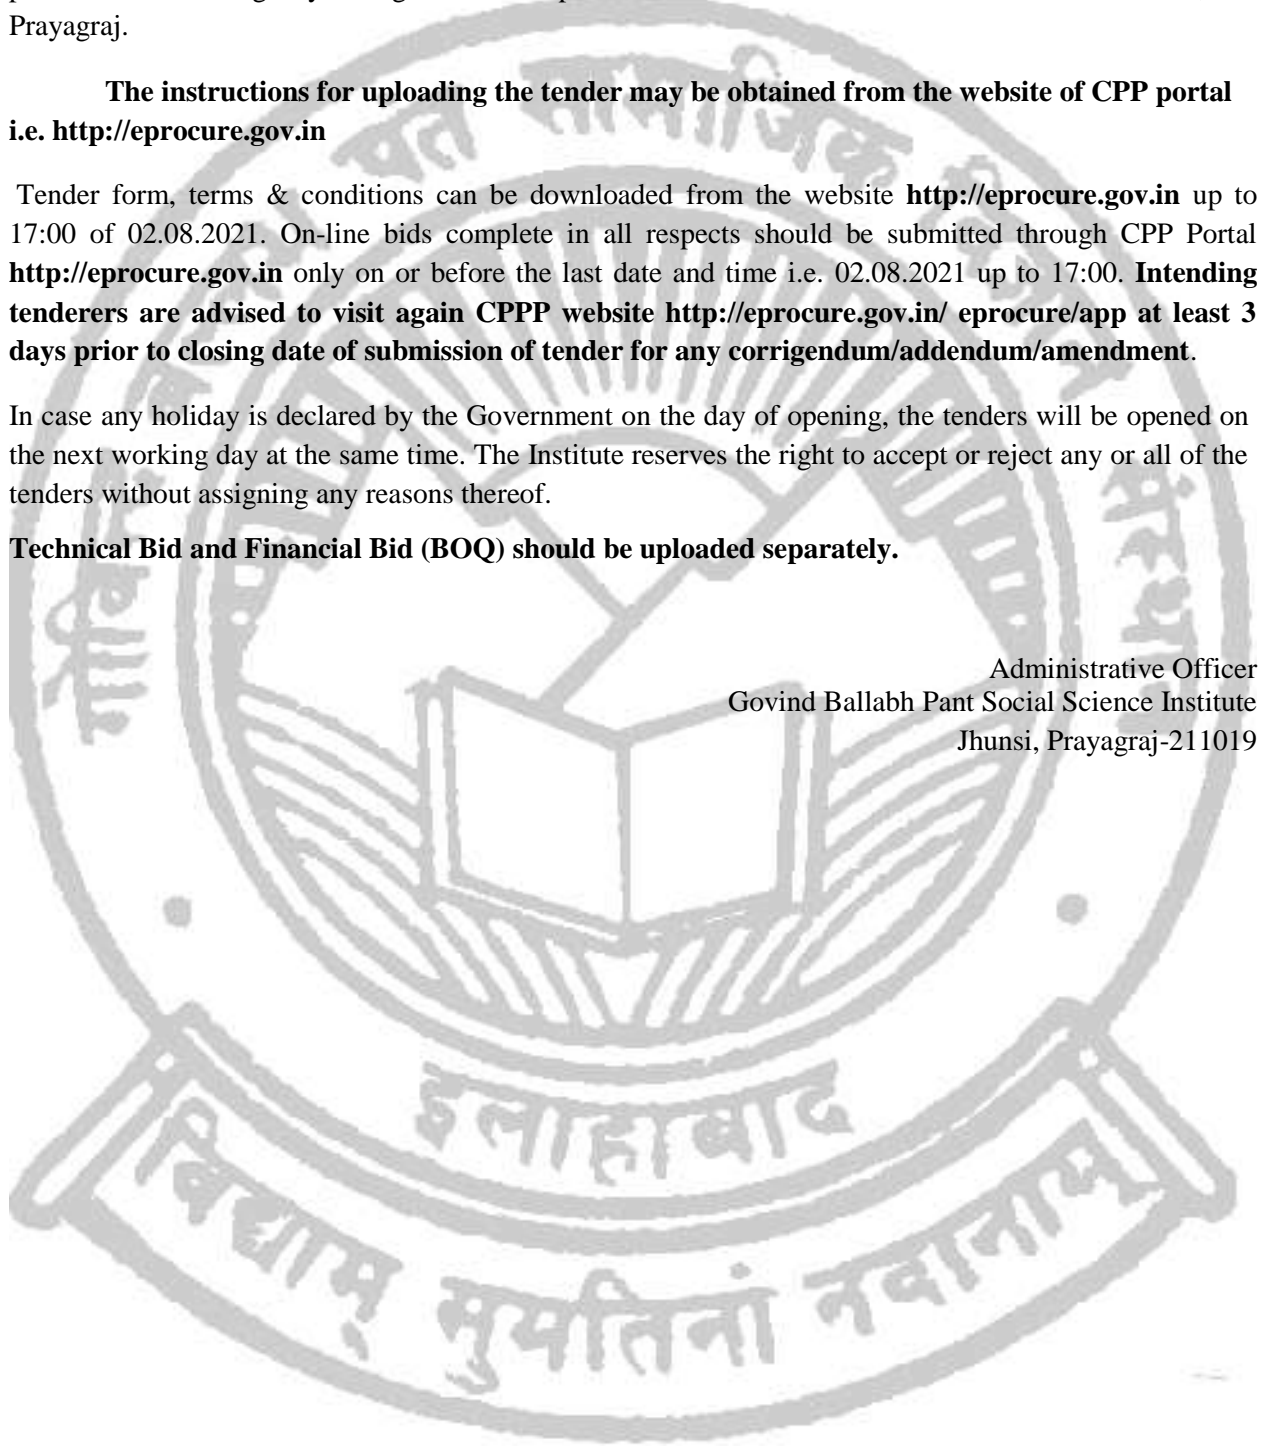 Prayagraj.
The instructions for uploading the tender may be obtained from the website of CPP portal
i.e. http://eprocure.gov.in
Tender form, terms & conditions can be downloaded from the website http://eprocure.gov.in up to
17:00 of 02.08.2021. On-line bids complete in all respects should be submitted through CPP Portal
http://eprocure.gov.in only on or before the last date and time i.e. 02.08.2021 up to 17:00. Intending
tenderers are advised to visit again CPPP website http://eprocure.gov.in/ eprocure/app at least 3
days prior to closing date of submission of tender for any corrigendum/addendum/amendment.
In case any holiday is declared by the Government on the day of opening, the tenders will be opened on
the next working day at the same time. The Institute reserves the right to accept or reject any or all of the
tenders without assigning any reasons thereof.
Technical Bid and Financial Bid (BOQ) should be uploaded separately.
Administrative Officer
Govind Ballabh Pant Social Science Institute
Jhunsi, Prayagraj-211019
पंत सामाजिक विज्ञान संस्थान
इलाहाबाद
विद्याम् सुमतिनां